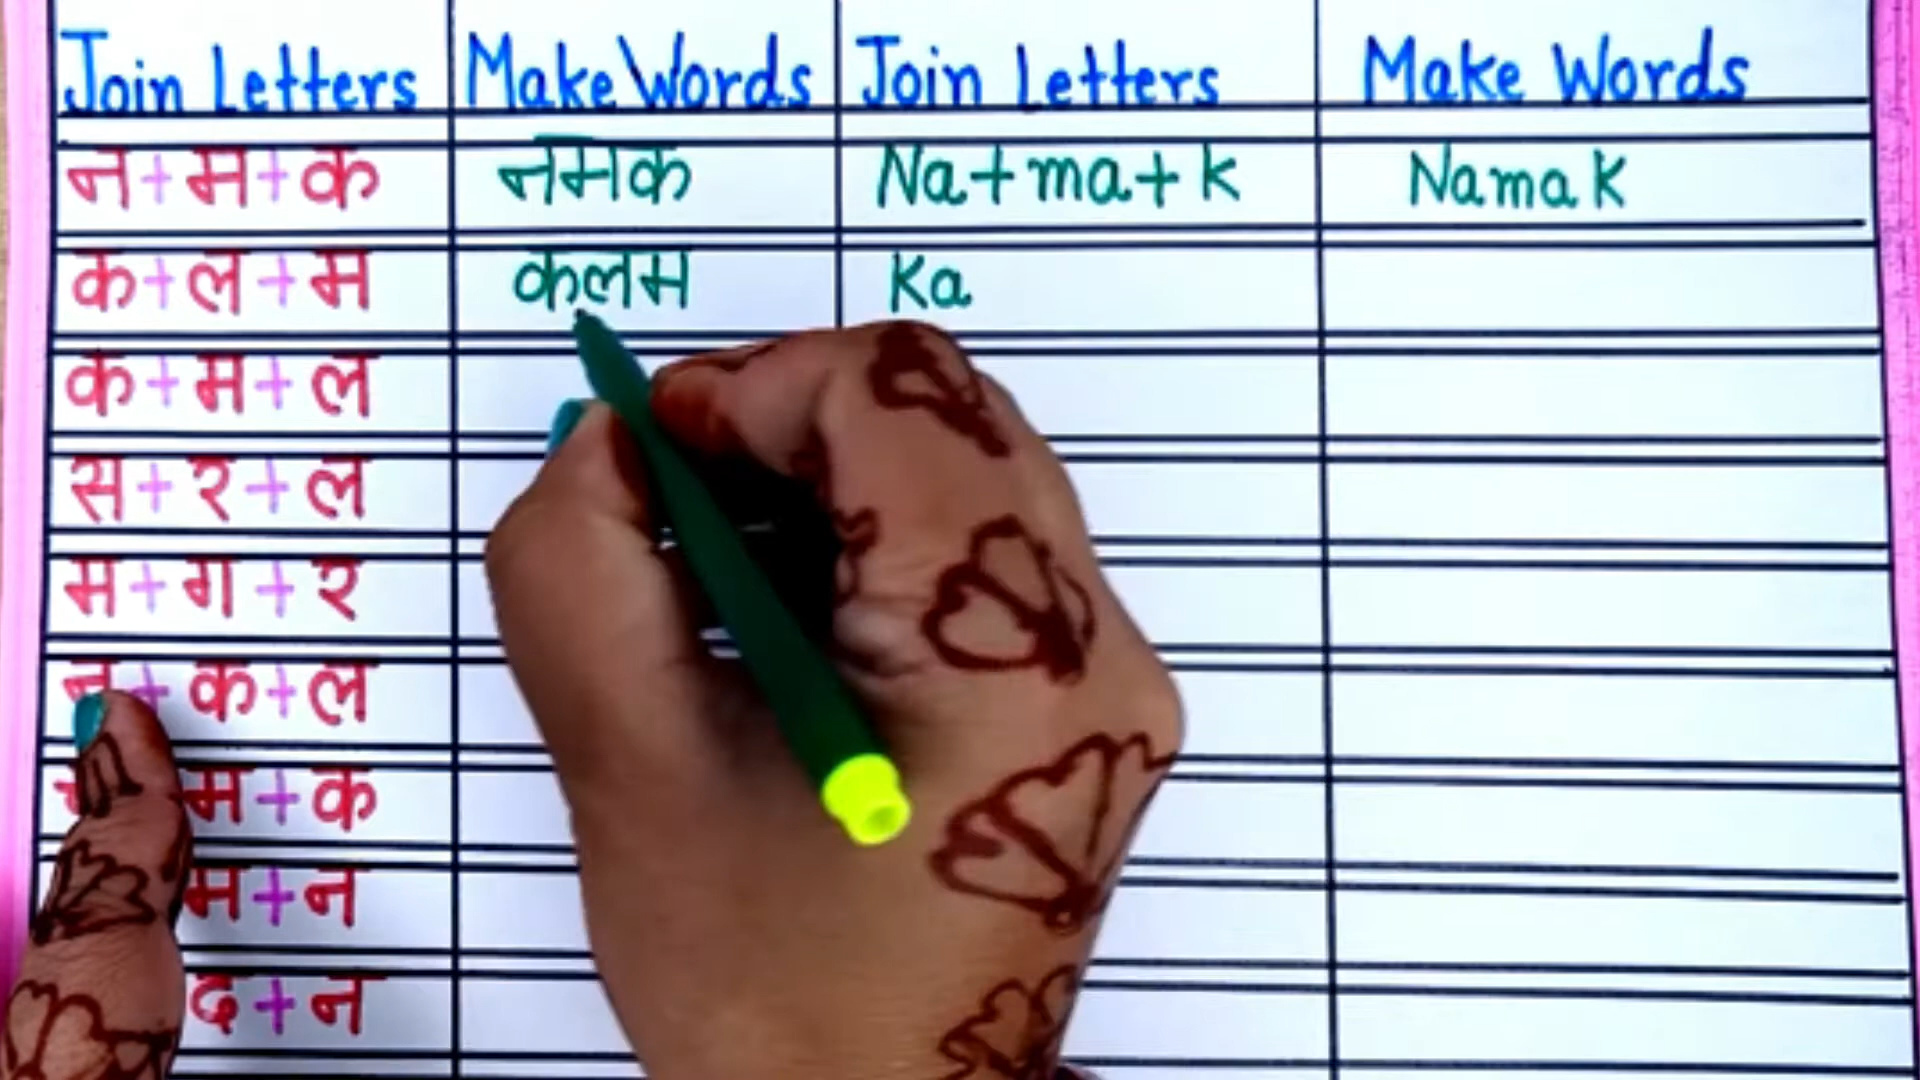 Join Letters Make Words Join Letters Make Words
न+म+क नमक Na+ma+k Namak
क+ल+म कलम Ka
क+म+ल
स+र+ल
म+ग+र
न+क+ल
म+क
म+न
द+न